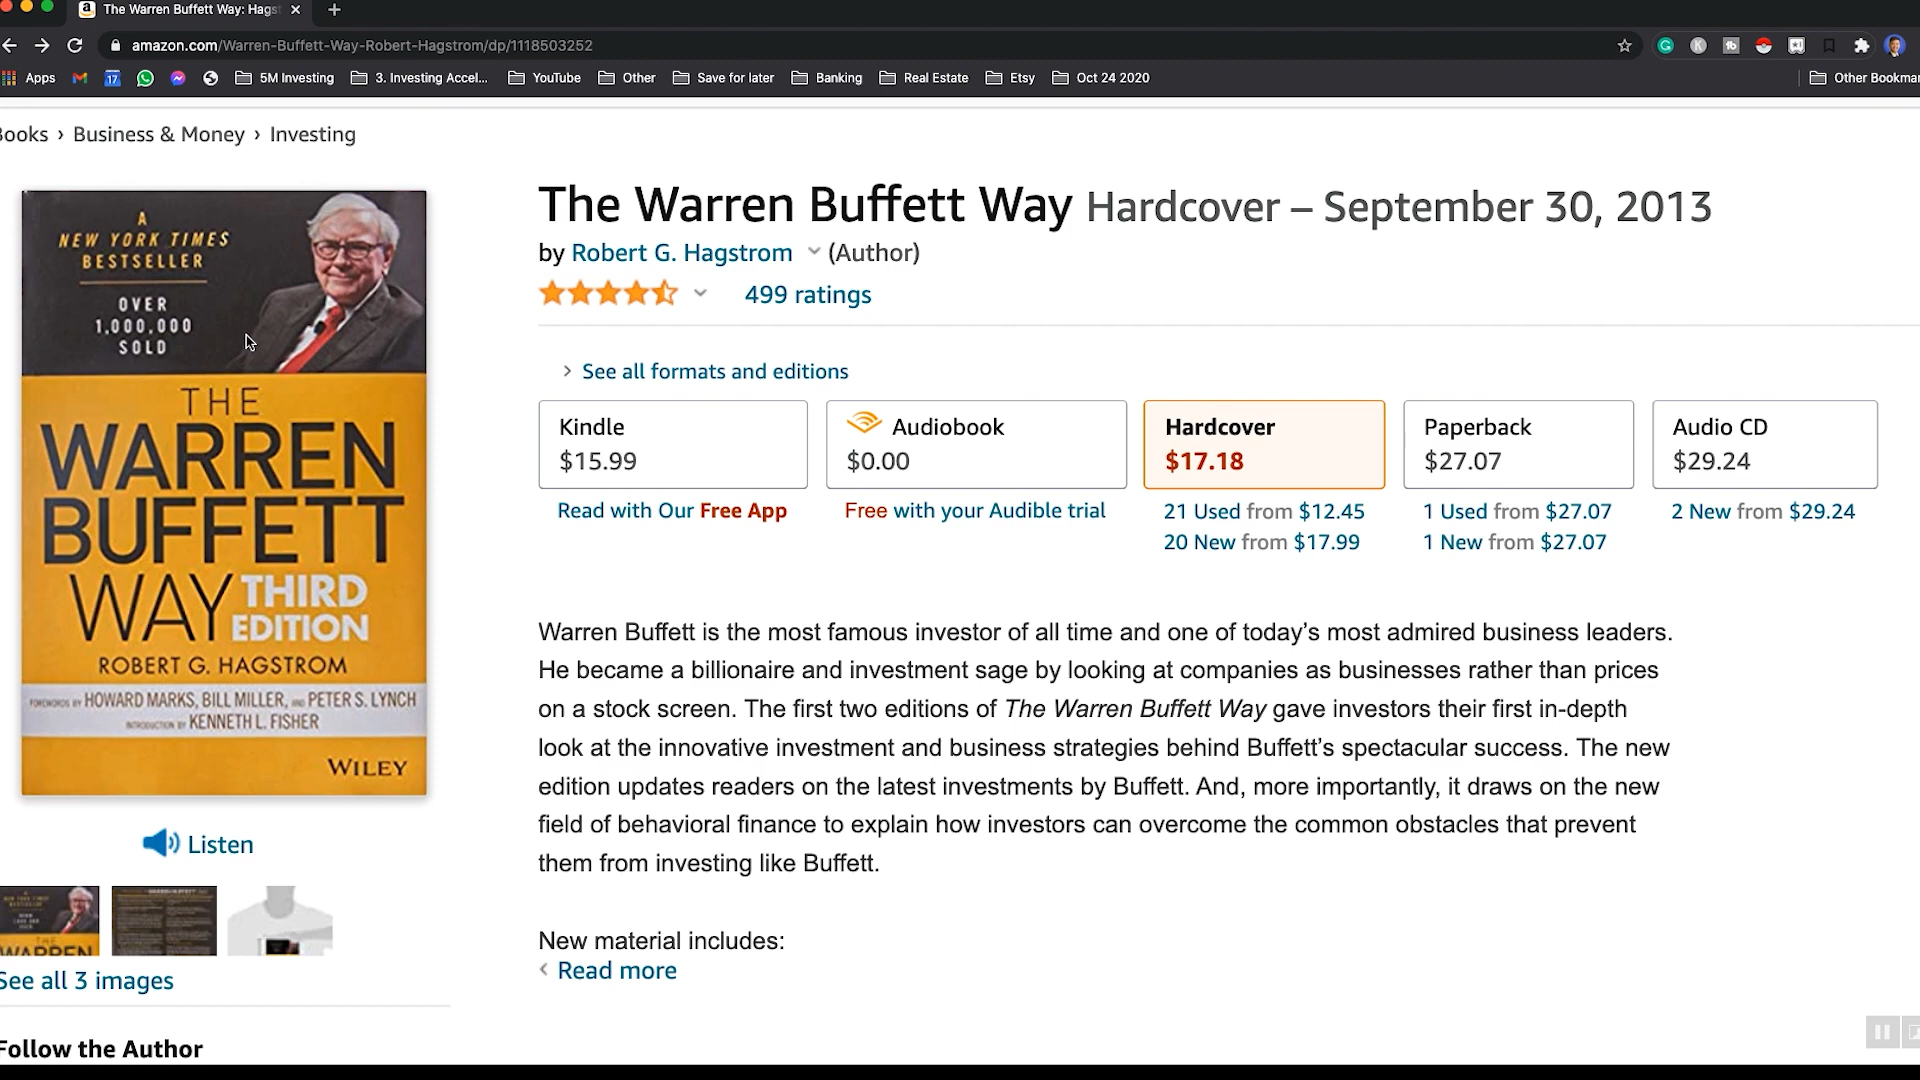 The Warren Buffett Way: Hags
amazon.com/Warren-Buffett-Way-Robert-Hagstrom/dp/1118503252
Apps 17 5M Investing 3. Investing Accel... YouTube Other Save for later Banking Real Estate Etsy Oct 24 2020 Other Bookmar
Books › Business & Money › Investing
A
NEW YORK TIMES
BESTSELLER
OVER
1,000,000
SOLD
THE
WARREN
BUFFETT
WAY THIRD
EDITION
ROBERT G. HAGSTROM
FOREWORDS BY HOWARD MARKS, BILL MILLER, AND PETER S. LYNCH
INTRODUCTION BY KENNETH L. FISHER
WILEY
Listen
See all 3 images
Follow the Author
The Warren Buffett Way Hardcover – September 30, 2013
by Robert G. Hagstrom (Author)
499 ratings
› See all formats and editions
Kindle
$15.99
Read with Our Free App
Audiobook
$0.00
Free with your Audible trial
Hardcover
$17.18
21 Used from $12.45
20 New from $17.99
Paperback
$27.07
1 Used from $27.07
1 New from $27.07
Audio CD
$29.24
2 New from $29.24
Warren Buffett is the most famous investor of all time and one of today’s most admired business leaders.
He became a billionaire and investment sage by looking at companies as businesses rather than prices
on a stock screen. The first two editions of The Warren Buffett Way gave investors their first in-depth
look at the innovative investment and business strategies behind Buffett’s spectacular success. The new
edition updates readers on the latest investments by Buffett. And, more importantly, it draws on the new
field of behavioral finance to explain how investors can overcome the common obstacles that prevent
them from investing like Buffett.
New material includes:
‹ Read more